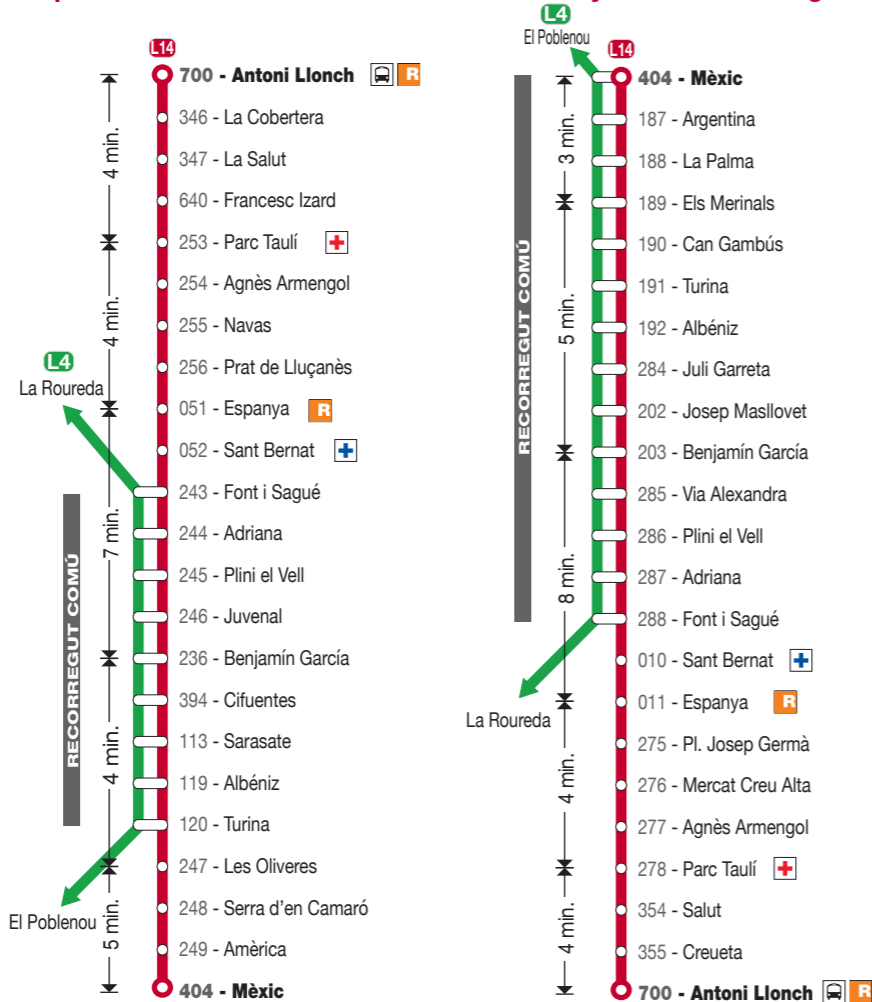 L14
700 - Antoni Llonch R
346 - La Cobertera
347 - La Salut
640 - Francesc Izard
253 - Parc Taulí
254 - Agnès Armengol
255 - Navas
256 - Prat de Lluçanès
051 - Espanya R
052 - Sant Bernat
243 - Font i Sagué
244 - Adriana
245 - Plini el Vell
246 - Juvenal
236 - Benjamín García
394 - Cifuentes
113 - Sarasate
119 - Albéniz
120 - Turina
247 - Les Oliveres
248 - Serra d'en Camaró
249 - Amèrica
404 - Mèxic
4 min.
4 min.
7 min.
4 min.
5 min.
L4
La Roureda
RECORREGUT COMÚ
El Poblenou
L4
El Poblenou
L14
404 - Mèxic
187 - Argentina
188 - La Palma
189 - Els Merinals
190 - Can Gambús
191 - Turina
192 - Albéniz
284 - Juli Garreta
202 - Josep Masllovet
203 - Benjamín García
285 - Via Alexandra
286 - Plini el Vell
287 - Adriana
288 - Font i Sagué
010 - Sant Bernat
011 - Espanya R
275 - Pl. Josep Germà
276 - Mercat Creu Alta
277 - Agnès Armengol
278 - Parc Taulí
354 - Salut
355 - Creueta
700 - Antoni Llonch R
3 min.
5 min.
8 min.
4 min.
4 min.
RECORREGUT COMÚ
La Roureda